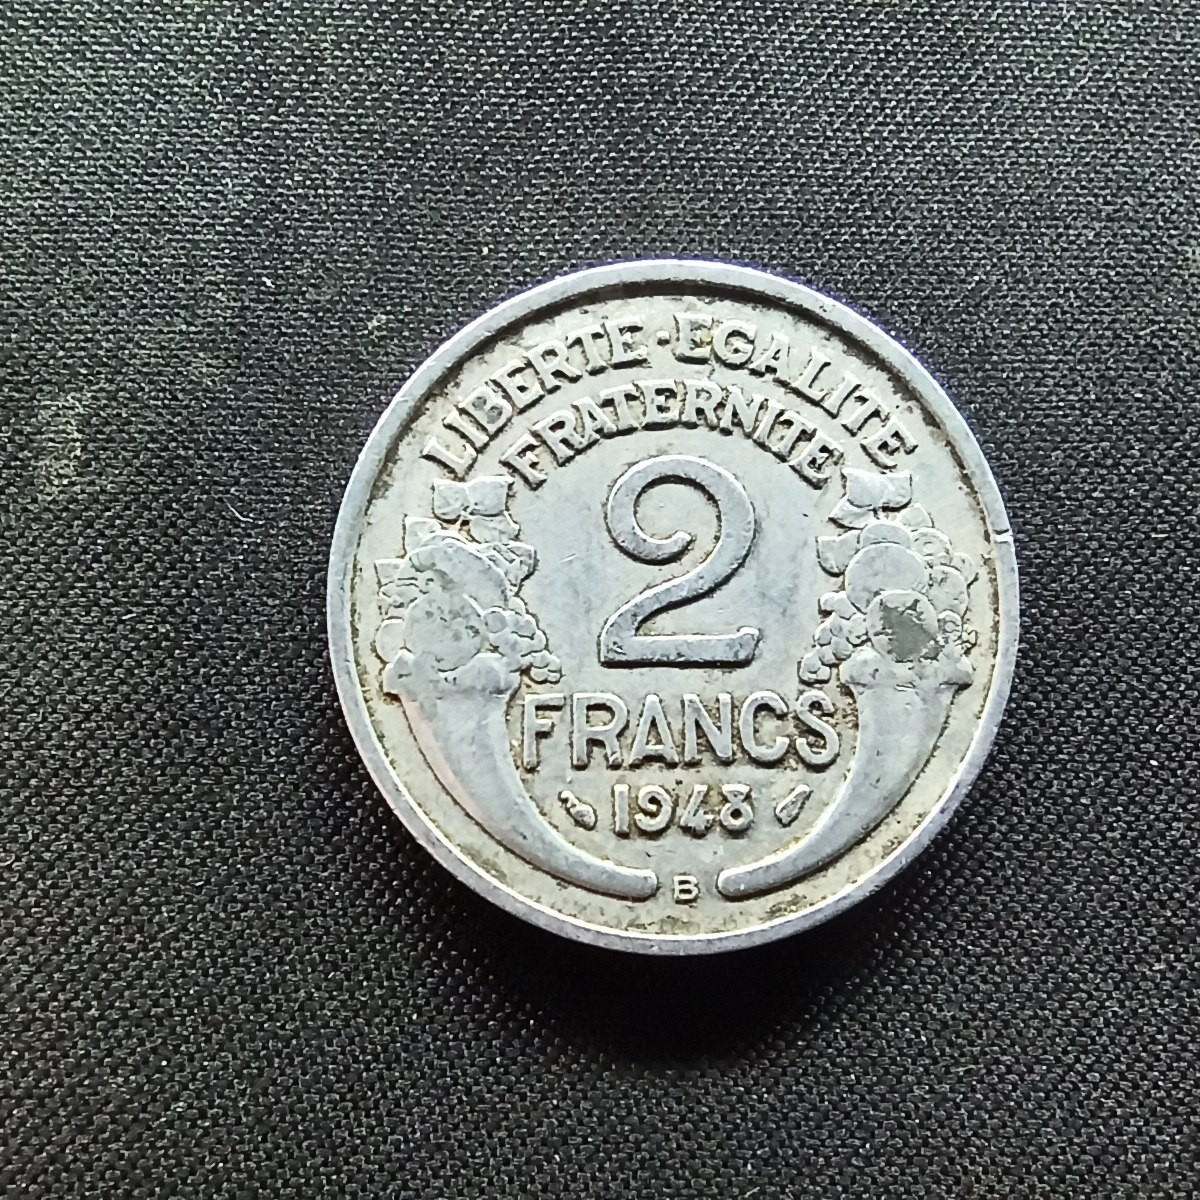 LIBERTE·EGALITE
FRATERNITE
2
FRANCS
1948
B